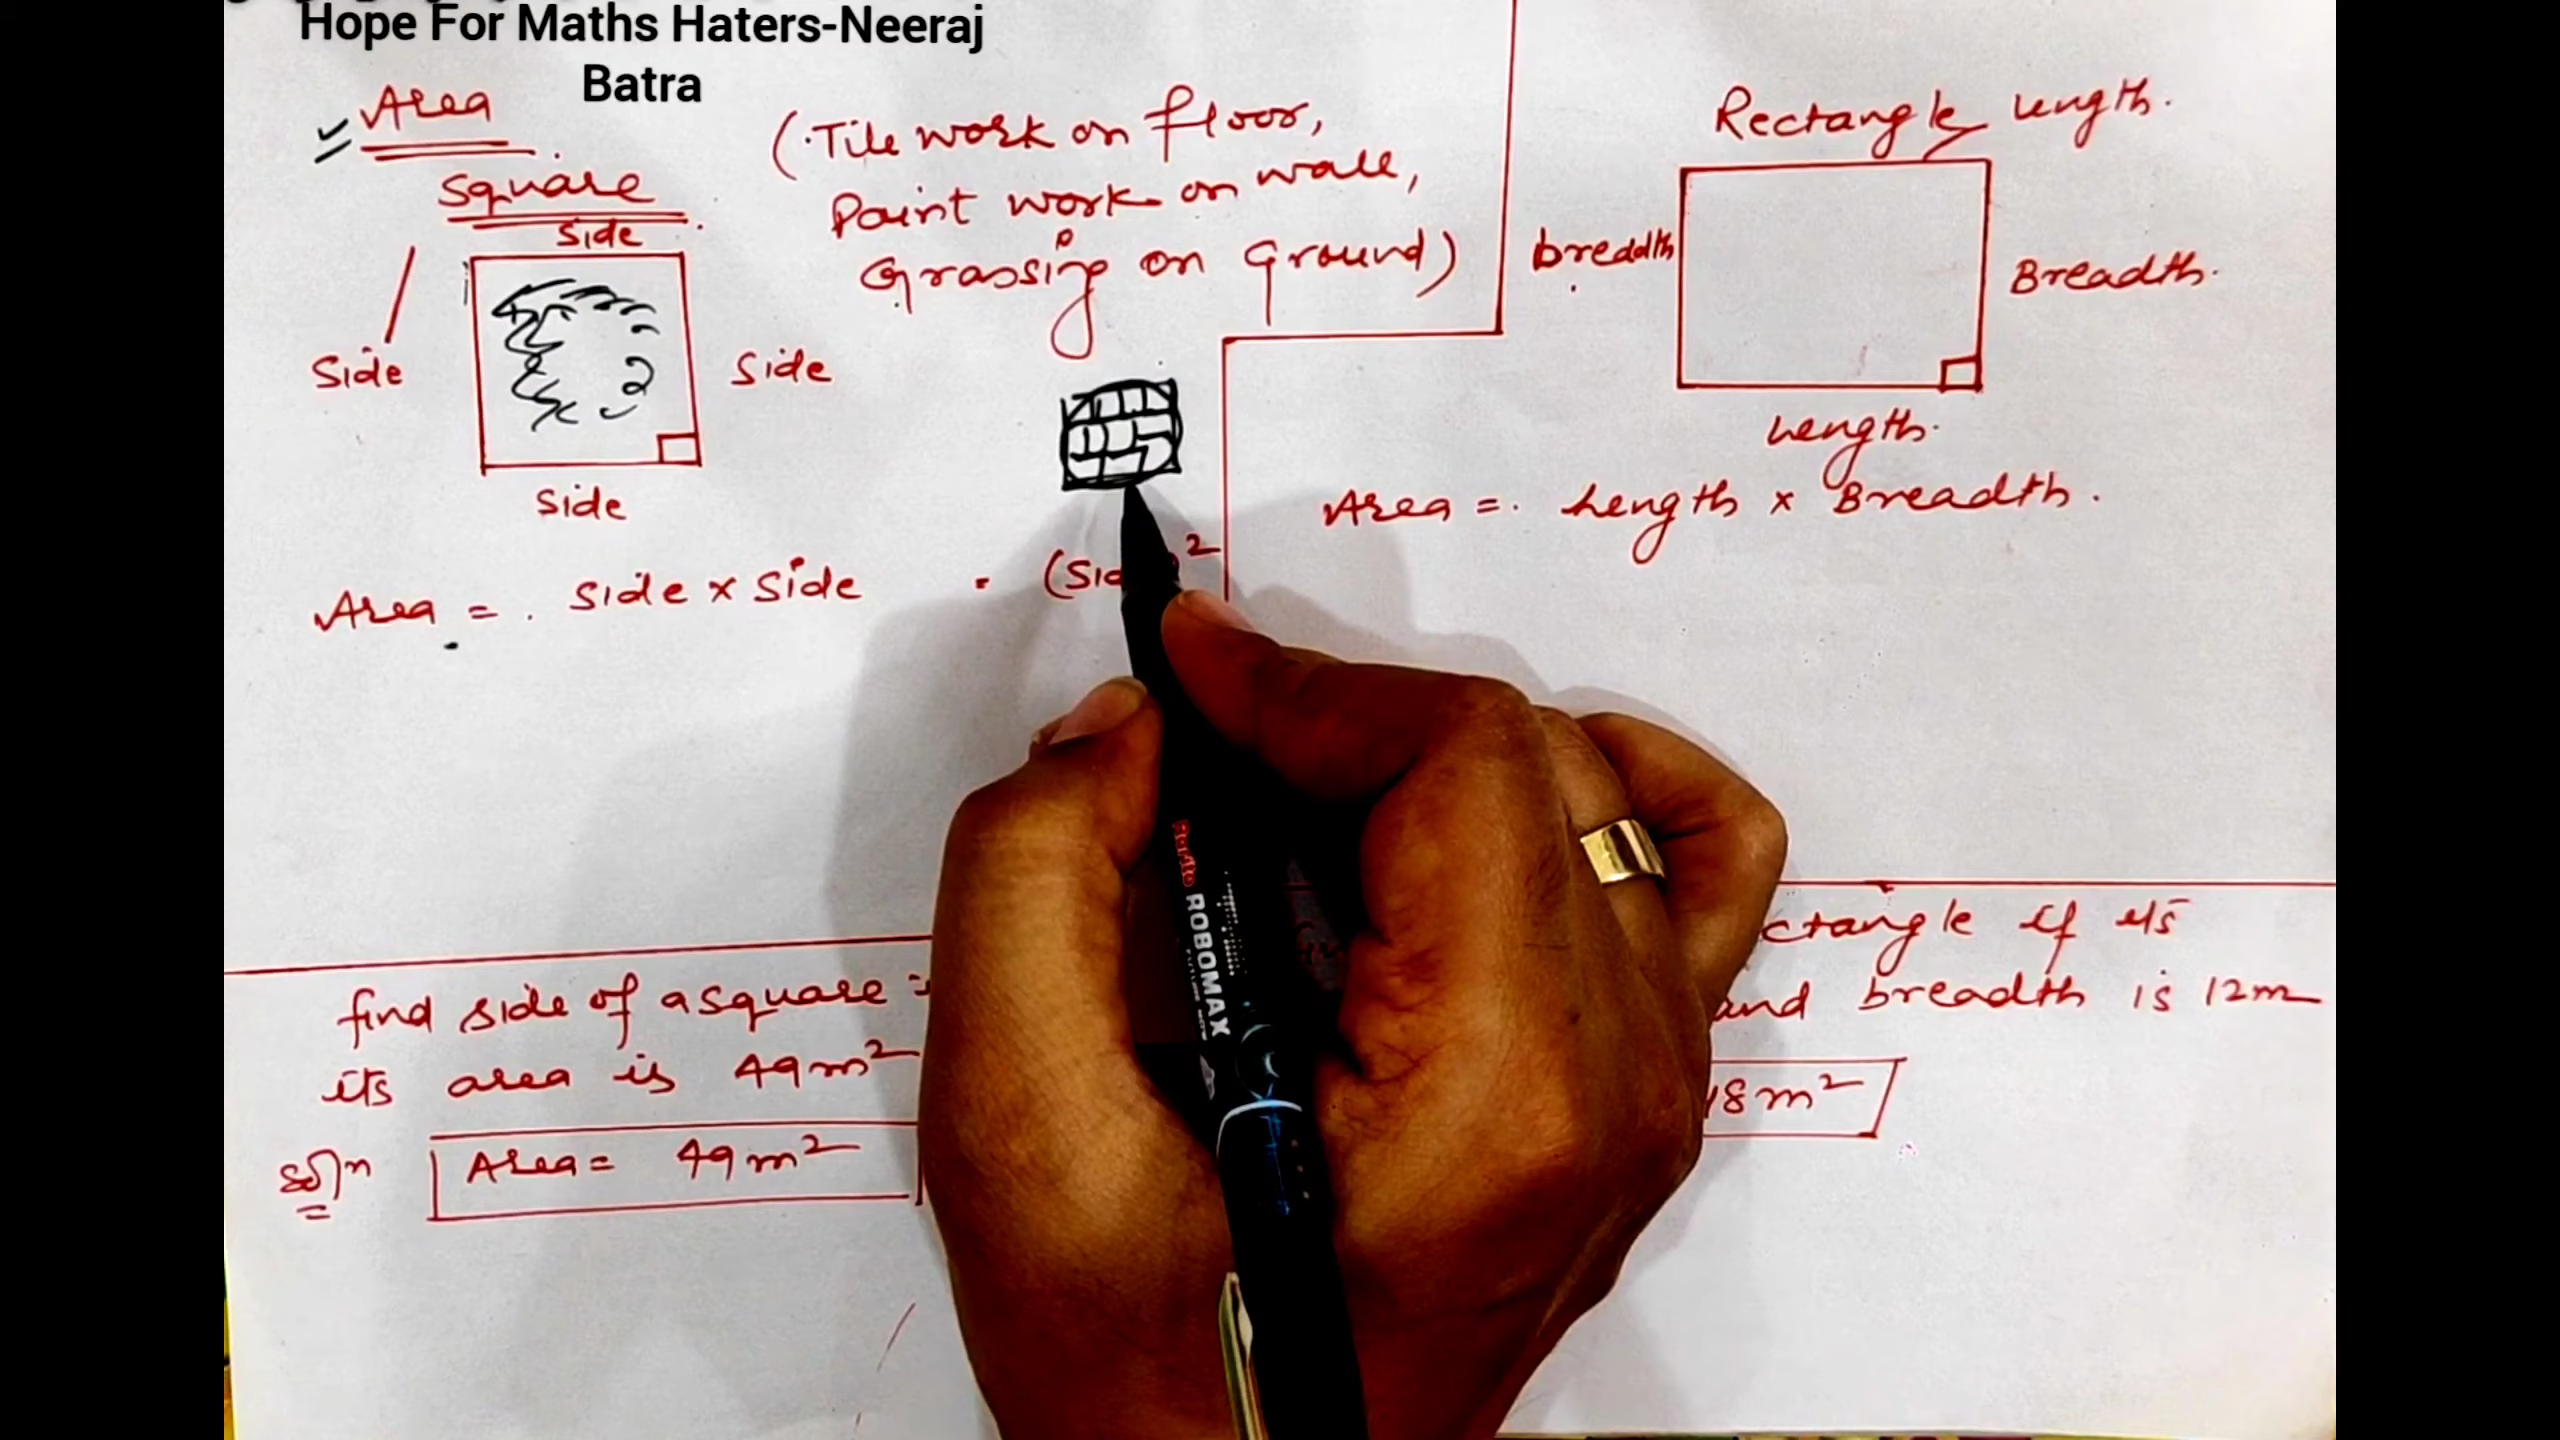 Hope For Maths Haters-Neeraj
Batra
Area
Square
(Tile work on floor,
Paint work on wall,
Grassing on Ground)
Side
Side
Side
Side
Area = Side x Side
(Sid
2
Rectangle
length
breadth
Breadth
Length
Area = Length x Breadth
find side of a square
its area is 49m²
Soln
Area = 49m²
ctangle if its
and breadth is 12m
8m²
ROBOMAX